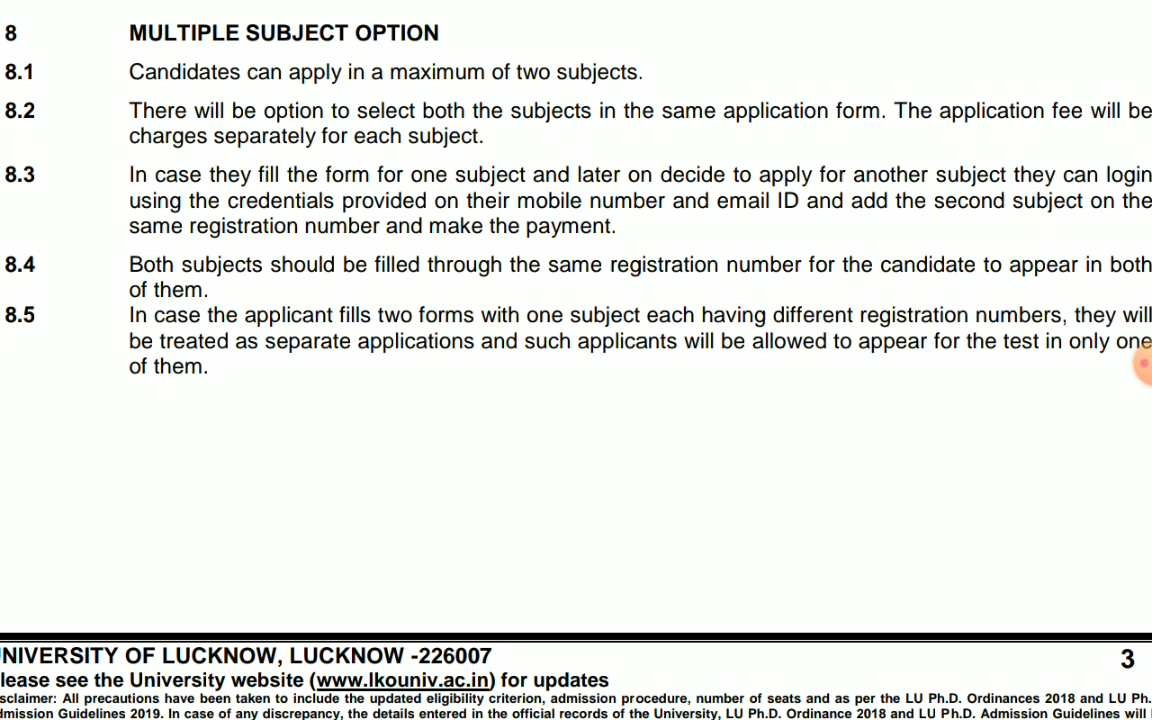 8 MULTIPLE SUBJECT OPTION
8.1 Candidates can apply in a maximum of two subjects.
8.2 There will be option to select both the subjects in the same application form. The application fee will be
charges separately for each subject.
8.3 In case they fill the form for one subject and later on decide to apply for another subject they can login
using the credentials provided on their mobile number and email ID and add the second subject on the
same registration number and make the payment.
8.4 Both subjects should be filled through the same registration number for the candidate to appear in both
of them.
8.5 In case the applicant fills two forms with one subject each having different registration numbers, they will
be treated as separate applications and such applicants will be allowed to appear for the test in only one
of them.
NIVERSITY OF LUCKNOW, LUCKNOW -226007 3
lease see the University website (www.lkouniv.ac.in) for updates
sclaimer: All precautions have been taken to include the updated eligibility criterion, admission procedure, number of seats and as per the LU Ph.D. Ordinances 2018 and LU Ph.
dmission Guidelines 2019. In case of any discrepancy, the details entered in the official records of the University, LU Ph.D. Ordinance 2018 and LU Ph.D. Admission Guidelines will